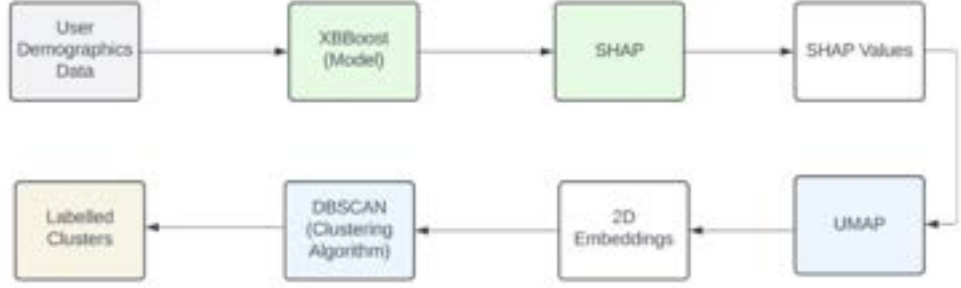 User
Demographics
Data
XBBoost
(Model)
SHAP
SHAP Values
Labelled
Clusters
DBSCAN
(Clustering
Algorithm)
2D
Embeddings
UMAP